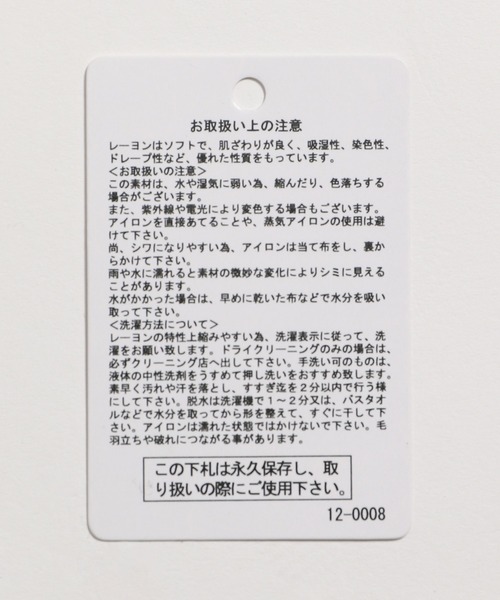 お取扱い上の注意
レーヨンはソフトで、肌ざわりが良く、吸湿性、染色性、
ドレープ性など、優れた性質をもっています。
＜お取扱いの注意＞
この素材は、水や湿気に弱い為、縮んだり、色落ちする
場合がございます。
また、紫外線や電光により変色する場合もございます。
アイロンを直接あてることや、蒸気アイロンの使用は避
けて下さい。
尚、シワになりやすい為、アイロンは当て布をし、裏か
らかけて下さい。
雨や水に濡れると素材の微妙な変化によりシミに見える
ことがあります。
水がかかった場合は、早めに乾いた布などで水分を吸い
取って下さい。
＜洗濯方法について＞
レーヨンの特性上縮みやすい為、洗濯表示に従って、洗
濯をお願い致します。ドライクリーニングのみの場合は、
必ずクリーニング店へ出して下さい。手洗い可のものは、
液体の中性洗剤をうすめて押し洗いをおすすめ致します。
素早く汚れや汗を落とし、すすぎ迄を２分以内で行う様
にして下さい。脱水は洗濯機で１～２分又は、バスタオ
ルなどで水分を取ってから形を整えて、すぐに干して下さ
い。アイロンは濡れた状態ではかけないで下さい。毛
羽立ちや破れにつながる事があります。
この下札は永久保存し、取
り扱いの際にご使用下さい。
12-0008